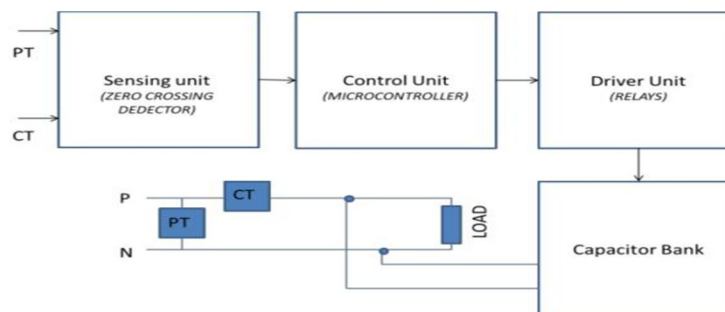 PT
CT
Sensing unit
(ZERO CROSSING
DEDECTOR)
Control Unit
(MICROCONTROLLER)
Driver Unit
(RELAYS)
P
CT
PT
N
LOAD
Capacitor Bank